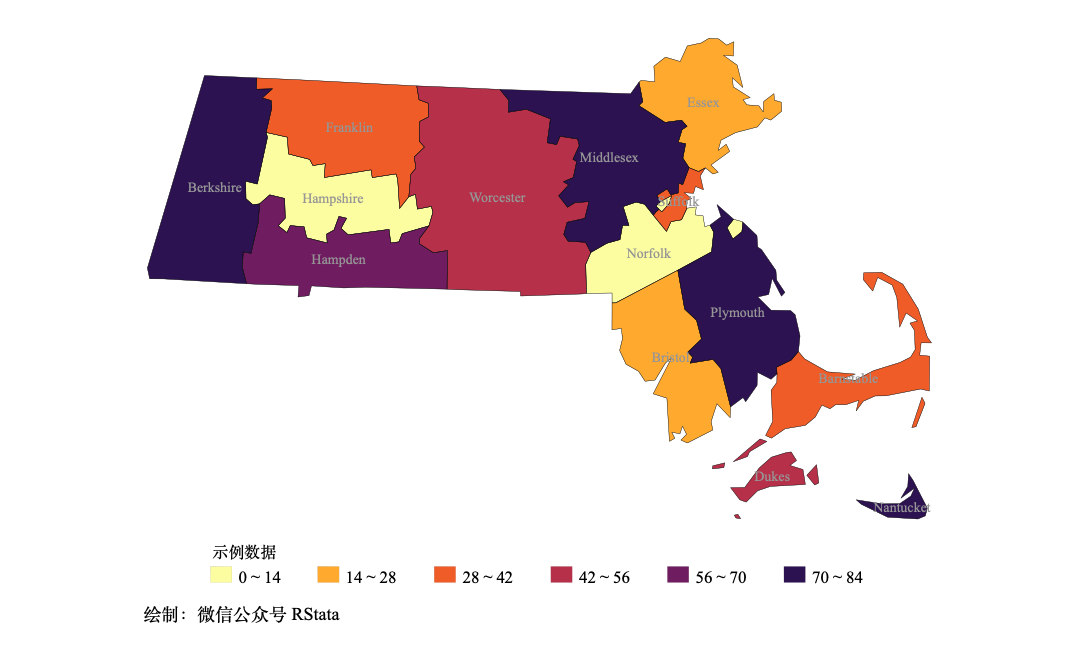 Essex
Franklin
Middlesex
Berkshire
Hampshire
Worcester
Suffolk
Norfolk
Hampden
Plymouth
Bristol
Barnstable
Dukes
Nantucket
示例数据
0 ~ 14 14 ~ 28 28 ~ 42 42 ~ 56 56 ~ 70 70 ~ 84
绘制：微信公众号 RStata